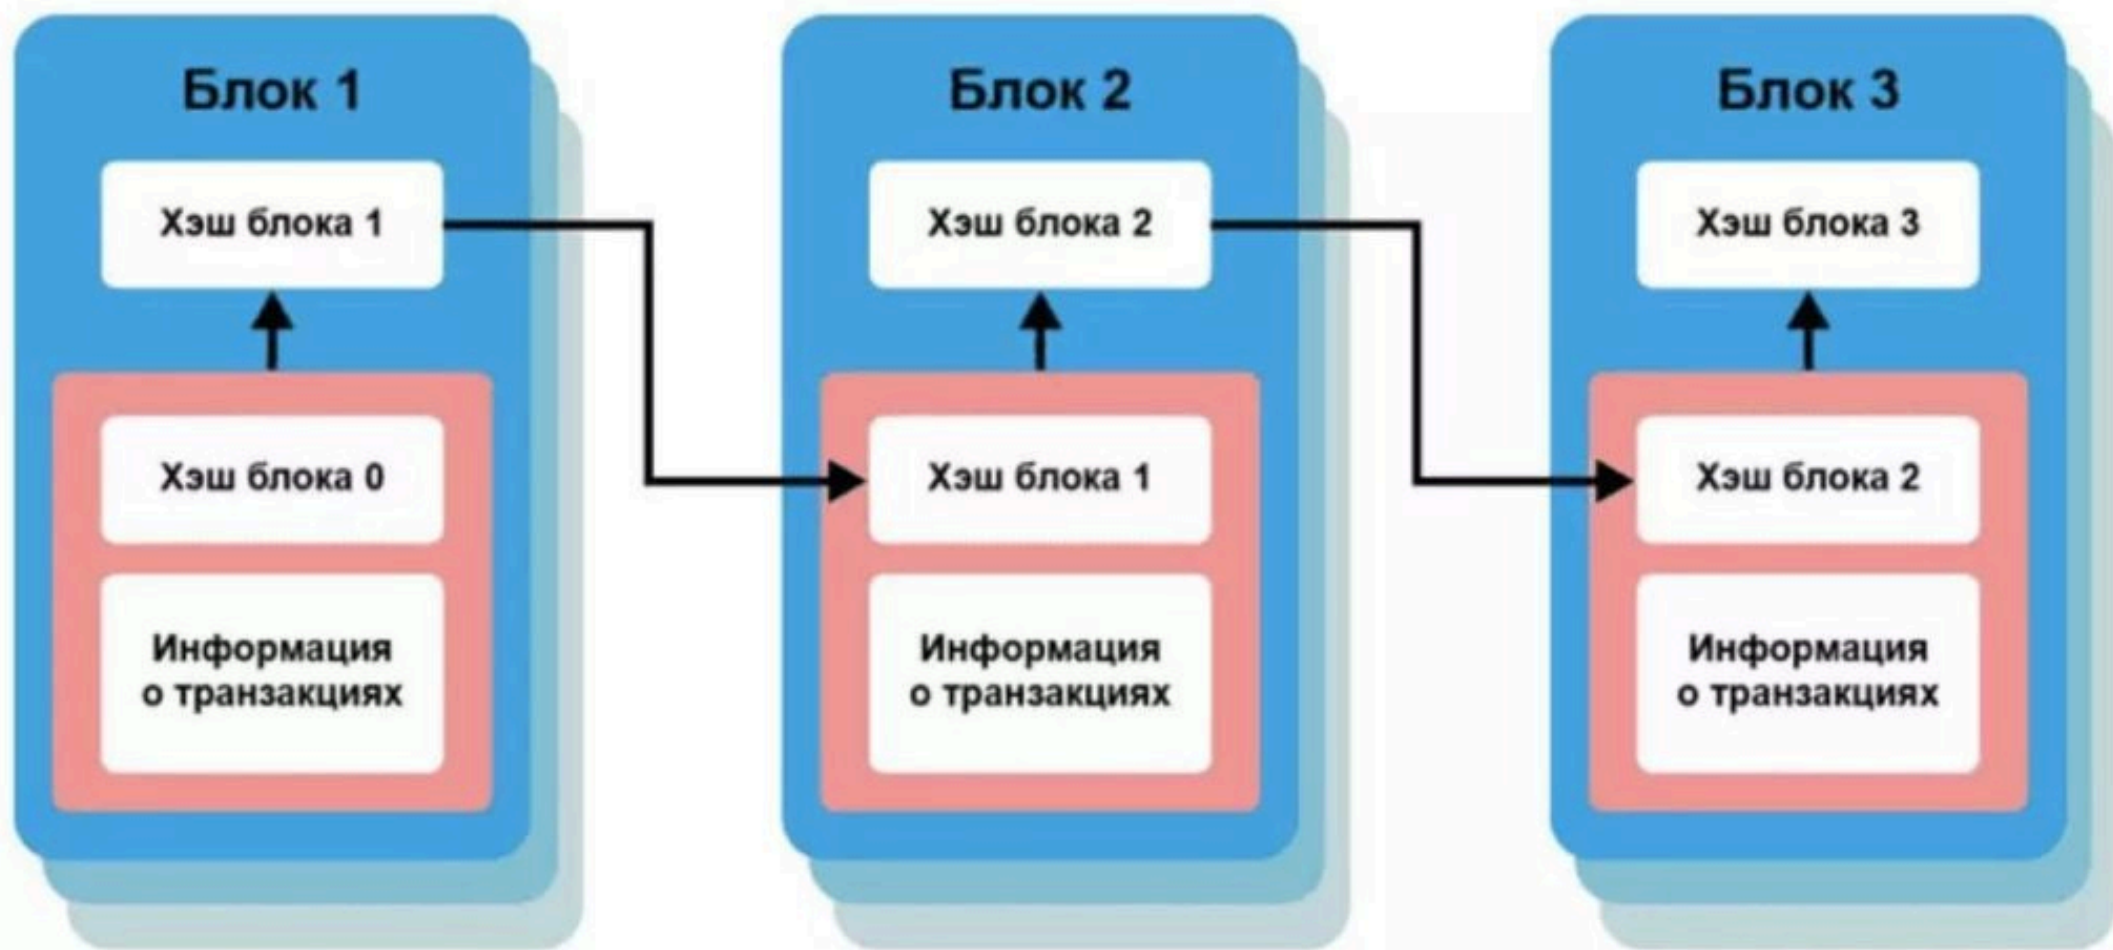 Блок 1
Хэш блока 1
Хэш блока 0
Информация
о транзакциях
Блок 2
Хэш блока 2
Хэш блока 1
Информация
о транзакциях
Блок 3
Хэш блока 3
Хэш блока 2
Информация
о транзакциях